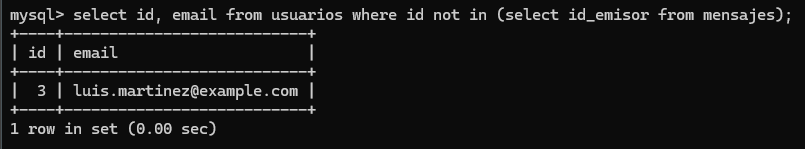 mysql> select id, email from usuarios where id not in (select id_emisor from mensajes);
+----+---------------------------+
| id | email                     |
+----+---------------------------+
|  3 | luis.martinez@example.com |
+----+---------------------------+
1 row in set (0.00 sec)